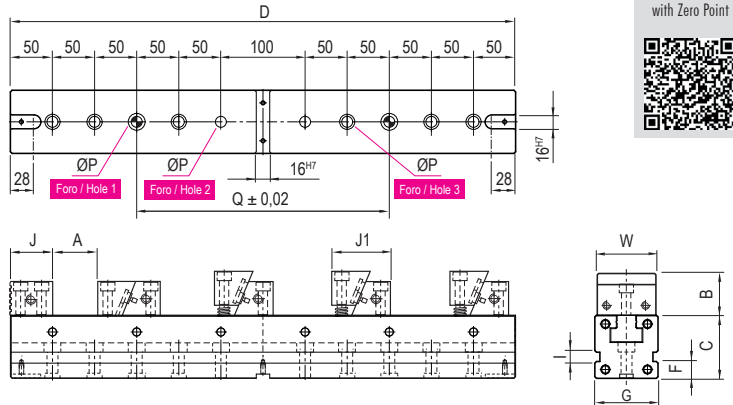 with Zero Point
D
50 50 50 50 50 100 50 50 50 50 50
ØP ØP ØP
Foro / Hole 1 Foro / Hole 2 Foro / Hole 3
16H7
16H7
28 28
Q ± 0,02
J A J1 W
B
C
I
F
G